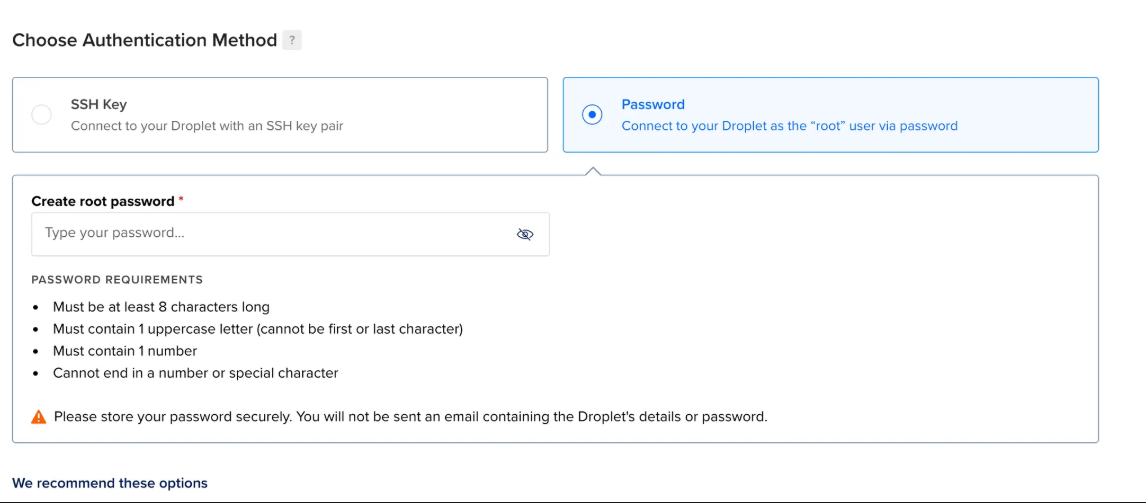 Choose Authentication Method ?
SSH Key
Connect to your Droplet with an SSH key pair
Password
Connect to your Droplet as the “root” user via password
Create root password *
Type your password...
PASSWORD REQUIREMENTS
• Must be at least 8 characters long
• Must contain 1 uppercase letter (cannot be first or last character)
• Must contain 1 number
• Cannot end in a number or special character
Please store your password securely. You will not be sent an email containing the Droplet's details or password.
We recommend these options